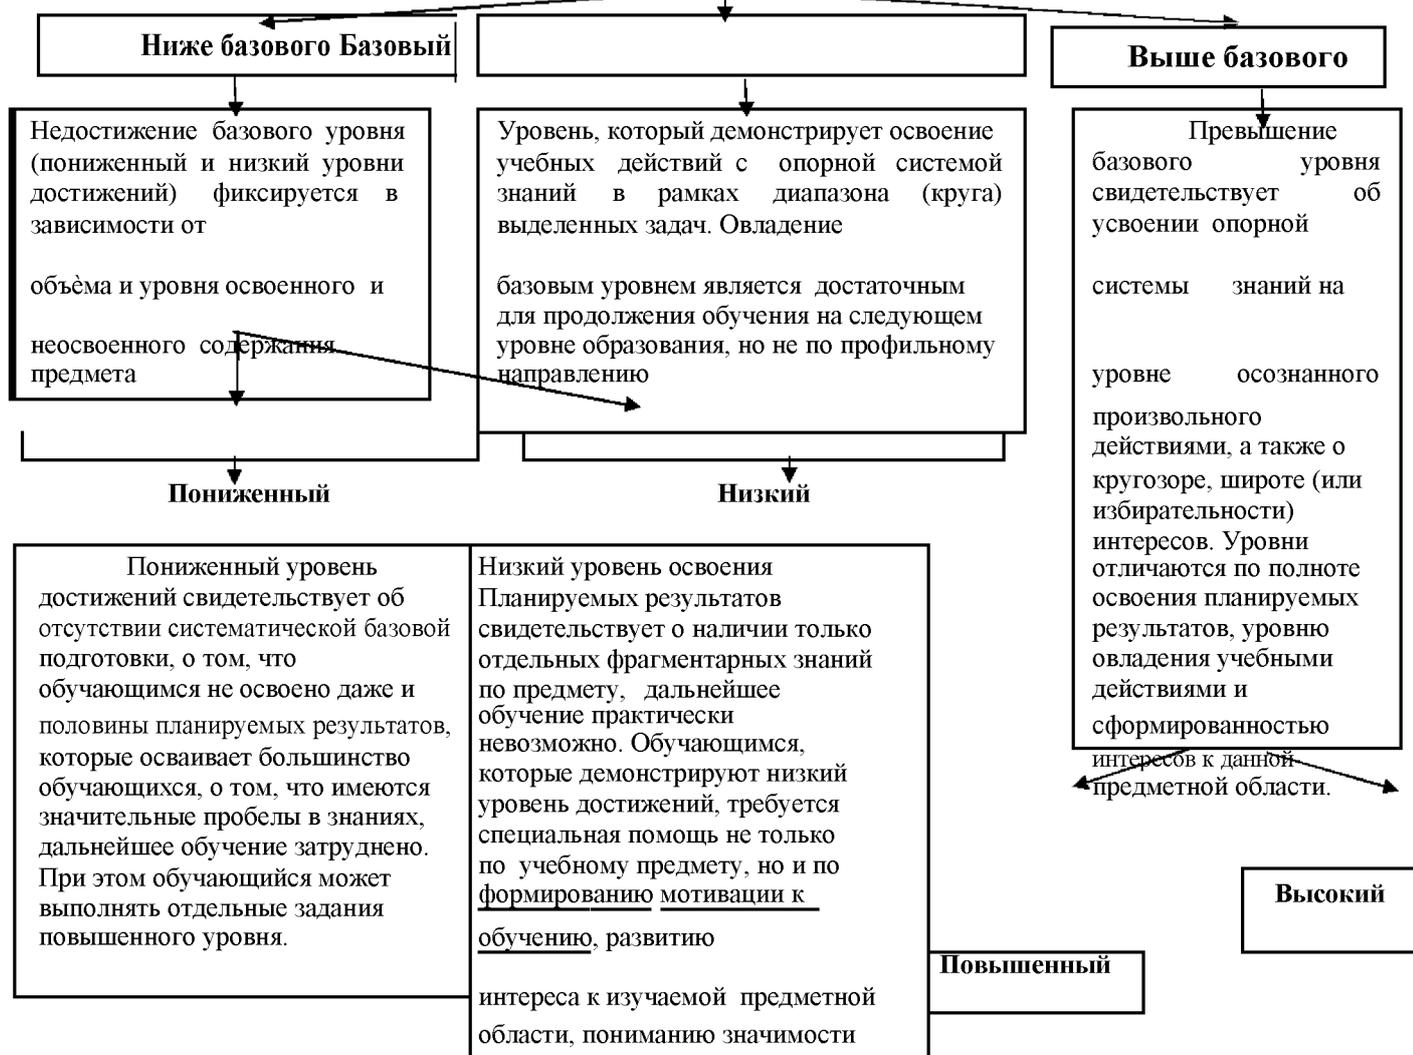 Ниже базового Базовый
Выше базового
Недостижение базового уровня
(пониженный и низкий уровни
достижений) фиксируется в
зависимости от
объѐма и уровня освоенного и
неосвоенного содержания
предмета
Уровень, который демонстрирует освоение
учебных действий с опорной системой
знаний в рамках диапазона (круга)
выделенных задач. Овладение
базовым уровнем является достаточным
для продолжения обучения на следующем
уровне образования, но не по профильному
направлению
Превышение
базового уровня
свидетельствует об
усвоении опорной
системы знаний на
уровне осознанного
произвольного
действиями, а также о
кругозоре, широте (или
избирательности)
интересов. Уровни
отличаются по полноте
освоения планируемых
результатов, уровню
овладения учебными
действиями и
сформированностью
интересов к данной
предметной области.
Пониженный
Низкий
Пониженный уровень
достижений свидетельствует об
отсутствии систематической базовой
подготовки, о том, что
обучающимся не освоено даже и
половины планируемых результатов,
которые осваивает большинство
обучающихся, о том, что имеются
значительные пробелы в знаниях,
дальнейшее обучение затруднено.
При этом обучающийся может
выполнять отдельные задания
повышенного уровня.
Низкий уровень освоения
Планируемых результатов
свидетельствует о наличии только
отдельных фрагментарных знаний
по предмету, дальнейшее
обучение практически
невозможно. Обучающимся,
которые демонстрируют низкий
уровень достижений, требуется
специальная помощь не только
по учебному предмету, но и по
формированию мотивации к
обучению, развитию
интереса к изучаемой предметной
области, пониманию значимости
Повышенный
Высокий